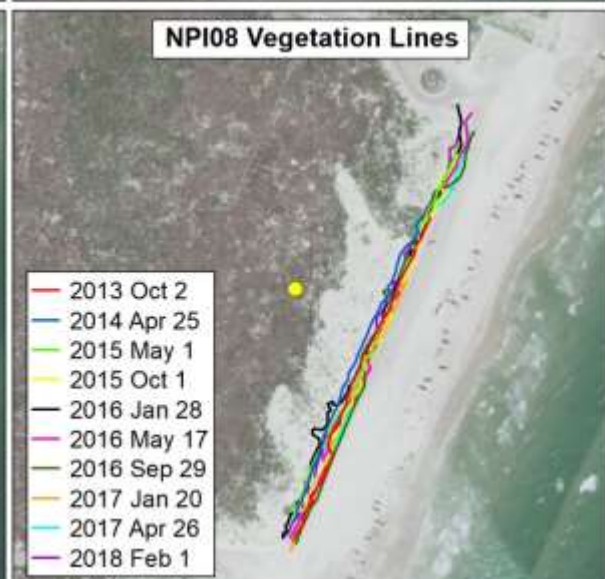 NPI08 Vegetation Lines
2013 Oct 2
2014 Apr 25
2015 May 1
2015 Oct 1
2016 Jan 28
2016 May 17
2016 Sep 29
2017 Jan 20
2017 Apr 26
2018 Feb 1